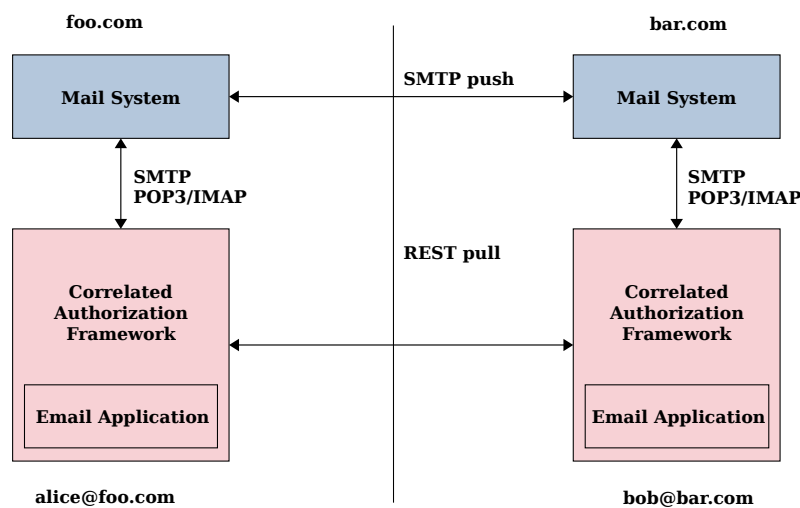 foo.com
bar.com
Mail System
SMTP push
Mail System
SMTP
POP3/IMAP
SMTP
POP3/IMAP
REST pull
Correlated
Authorization
Framework
Correlated
Authorization
Framework
Email Application
Email Application
alice@foo.com
bob@bar.com